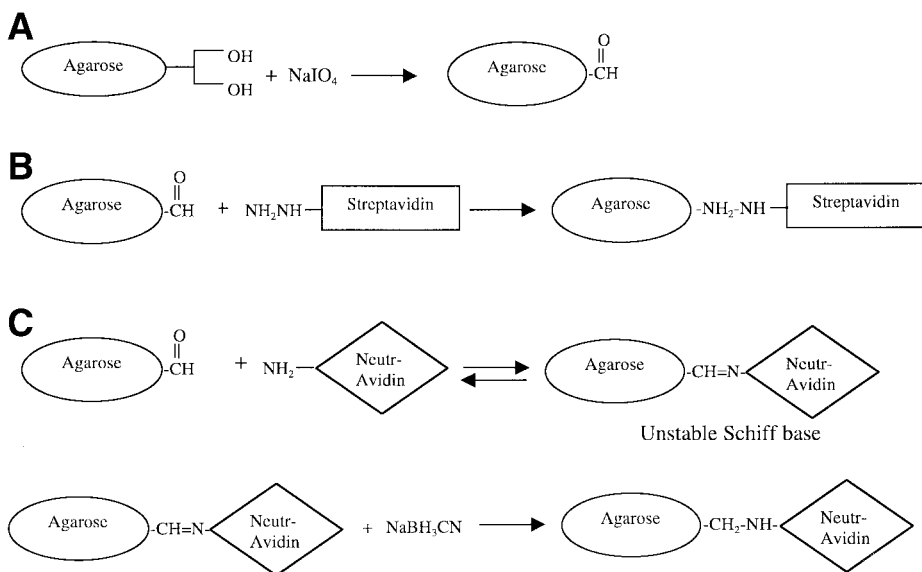 A
Agarose
OH
OH
+ NaIO₄
Agarose
O
-CH
B
Agarose
O
-CH
+
NH₂NH
Streptavidin
Agarose
-NH₂-NH
Streptavidin
C
Agarose
O
-CH
+
NH₂
Neutr-
Avidin
Agarose
-CH=N-
Neutr-
Avidin
Unstable Schiff base
Agarose
-CH=N-
Neutr-
Avidin
+ NaBH₃CN
Agarose
-CH₂-NH-
Neutr-
Avidin